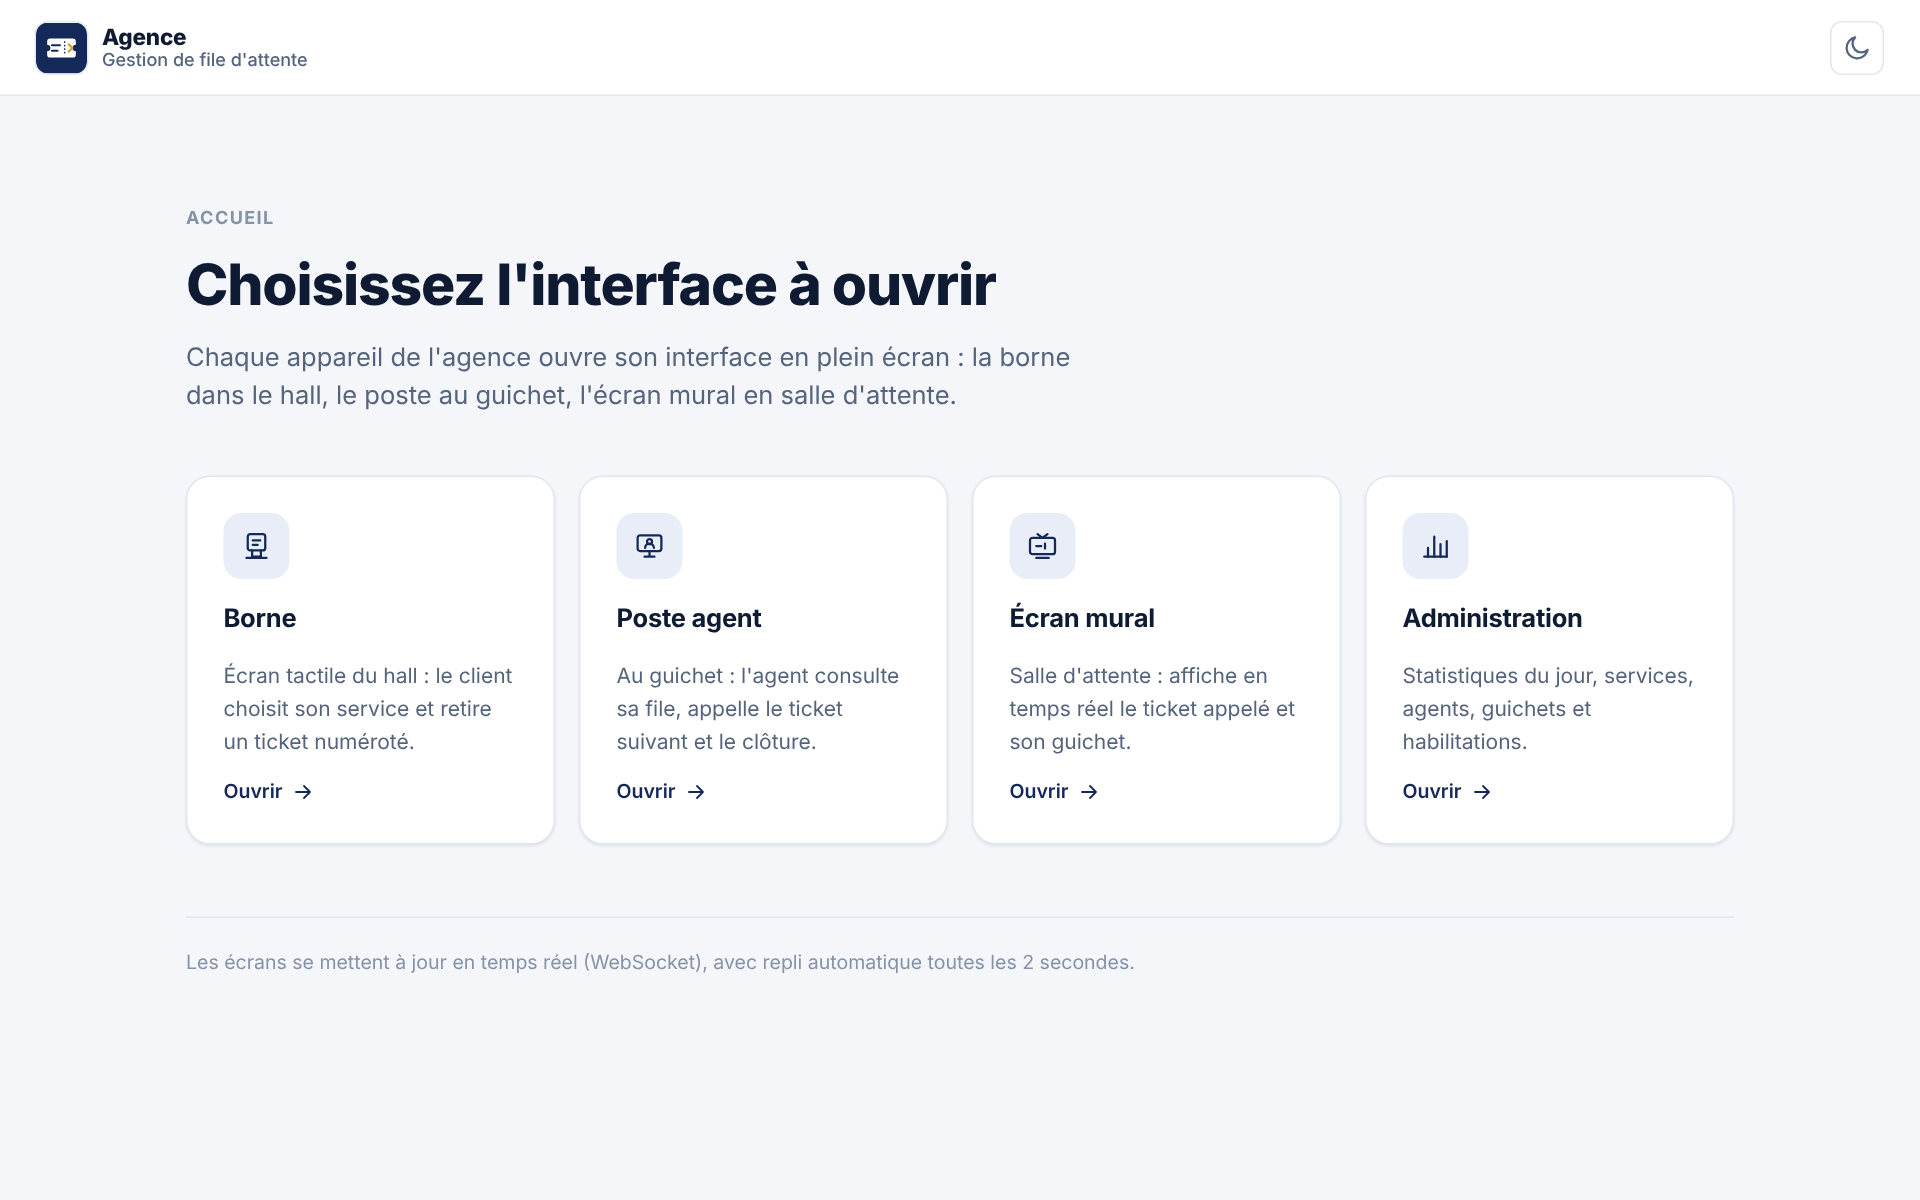 Agence
Gestion de file d'attente
ACCUEIL
Choisissez l'interface à ouvrir
Chaque appareil de l'agence ouvre son interface en plein écran : la borne
dans le hall, le poste au guichet, l'écran mural en salle d'attente.
Borne
Écran tactile du hall : le client
choisit son service et retire
un ticket numéroté.
Ouvrir →
Poste agent
Au guichet : l'agent consulte
sa file, appelle le ticket
suivant et le clôture.
Ouvrir →
Écran mural
Salle d'attente : affiche en
temps réel le ticket appelé et
son guichet.
Ouvrir →
Administration
Statistiques du jour, services,
agents, guichets et
habilitations.
Ouvrir →
Les écrans se mettent à jour en temps réel (WebSocket), avec repli automatique toutes les 2 secondes.